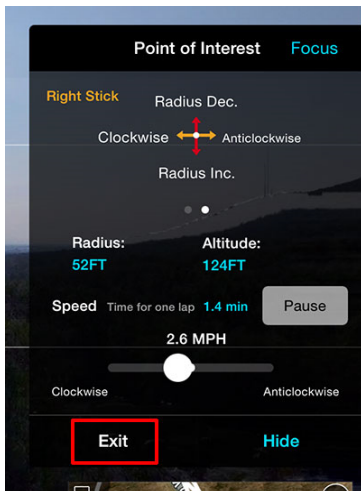 Point of Interest Focus
Right Stick
Radius Dec.
Clockwise Anticlockwise
Radius Inc.
Radius: Altitude:
52FT 124FT
Speed Time for one lap 1.4 min Pause
2.6 MPH
Clockwise Anticlockwise
Exit Hide